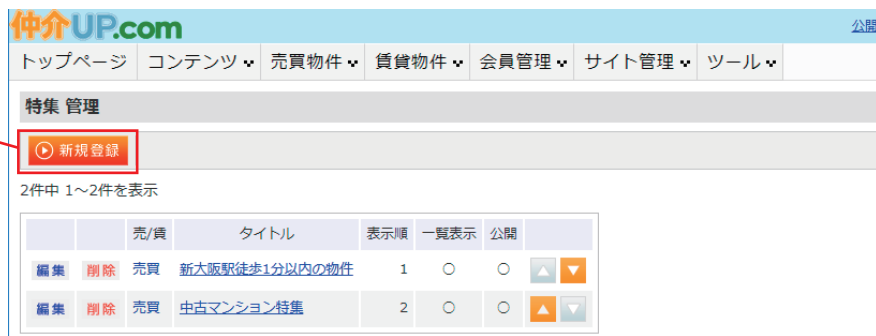 仲介UP.com
公開
トップページ コンテンツ 売買物件 賃貸物件 会員管理 サイト管理 ツール
特集 管理
新規登録
2件中 1～2件を表示
売/賃 タイトル 表示順 一覧表示 公開
編集 削除 売買 新大阪駅徒歩1分以内の物件 1 ○ ○
編集 削除 売買 中古マンション特集 2 ○ ○